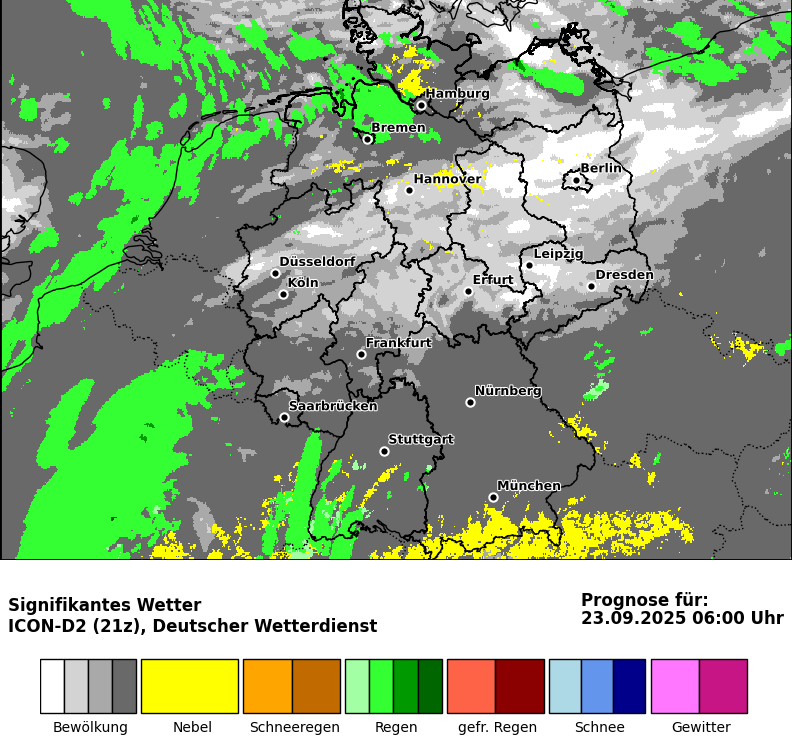 Hamburg
Bremen
Berlin
Hannover
Leipzig
Düsseldorf
Dresden
Köln
Erfurt
Frankfurt
Nürnberg
Saarbrücken
Stuttgart
München
Signifikantes Wetter
ICON-D2 (21z), Deutscher Wetterdienst
Prognose für:
23.09.2025 06:00 Uhr
Bewölkung Nebel Schneeregen Regen gefr. Regen Schnee Gewitter